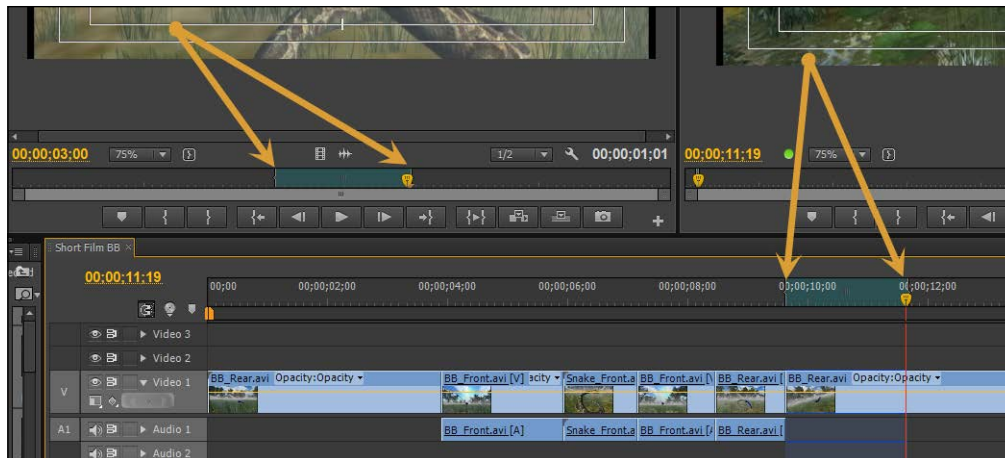 00;00;03;00 75% 1/2 00;00;01;01
00;00;11;19 75%
Short Film BB
00;00;11;19
00;00 00;00;02;00 00;00;04;00 00;00;06;00 00;00;08;00 00;00;10;00 00;00;12;00
Video 3
Video 2
V Video 1
BB_Rear.avi Opacity:Opacity BB_Front.avi [V] acity Snake_Front.a BB_Front.avi [V BB_Rear.avi [ BB_Rear.avi Opacity:Opacity
A1 Audio 1 BB_Front.avi [A] Snake_Front.a BB_Front.avi [A BB_Rear.avi [
Audio 2